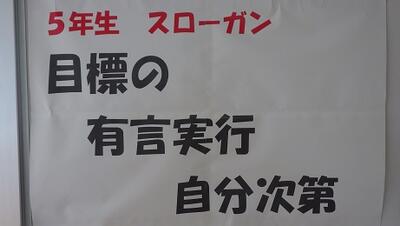 5年生　スローガン
目標の
有言実行
自分次第